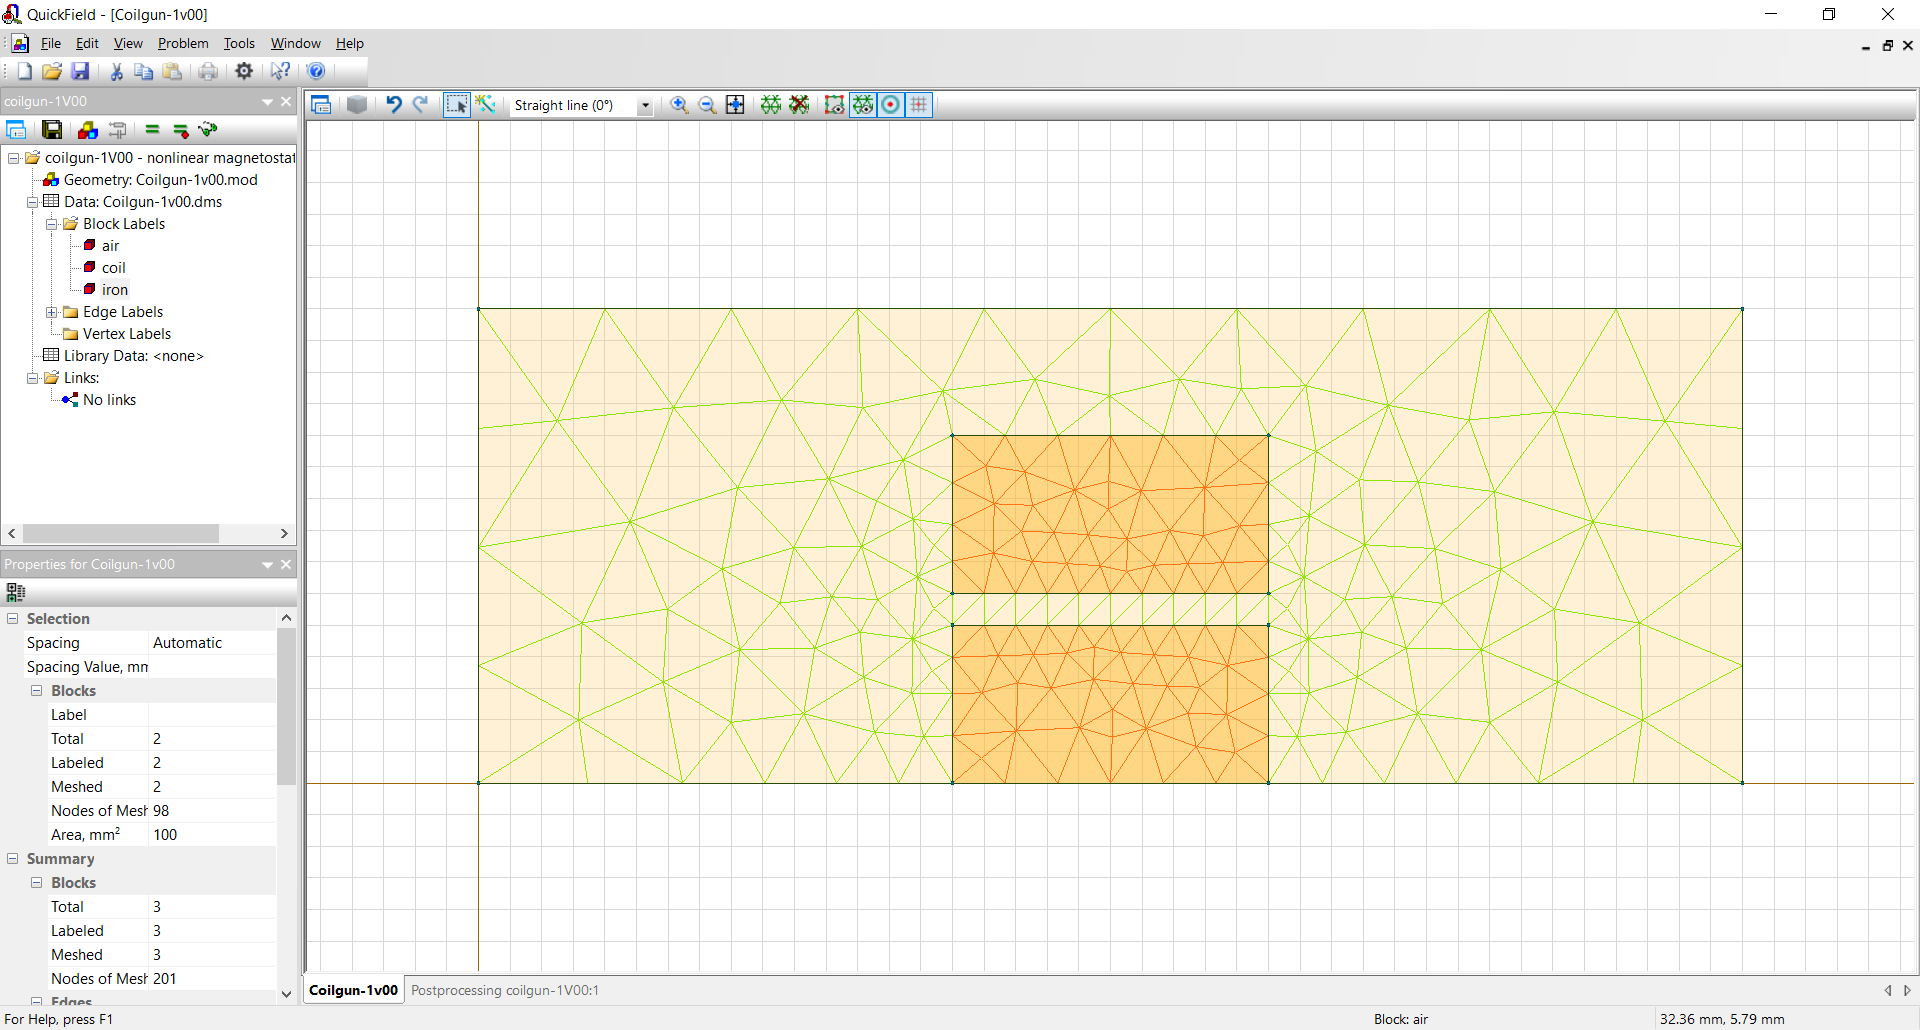 QuickField - [Coilgun-1v00]
File Edit View Problem Tools Window Help
coilgun-1V00
Straight line (0°)
coilgun-1V00 - nonlinear magnetostat
Geometry: Coilgun-1v00.mod
Data: Coilgun-1v00.dms
Block Labels
air
coil
iron
Edge Labels
Vertex Labels
Library Data: <none>
Links:
No links
Properties for Coilgun-1v00
Selection
Spacing Automatic
Spacing Value, mm
Blocks
Label
Total 2
Labeled 2
Meshed 2
Nodes of Mesh 98
Area, mm² 100
Summary
Blocks
Total 3
Labeled 3
Meshed 3
Nodes of Mesh 201
Edges
Coilgun-1v00 Postprocessing coilgun-1V00:1
For Help, press F1 Block: air 32.36 mm, 5.79 mm